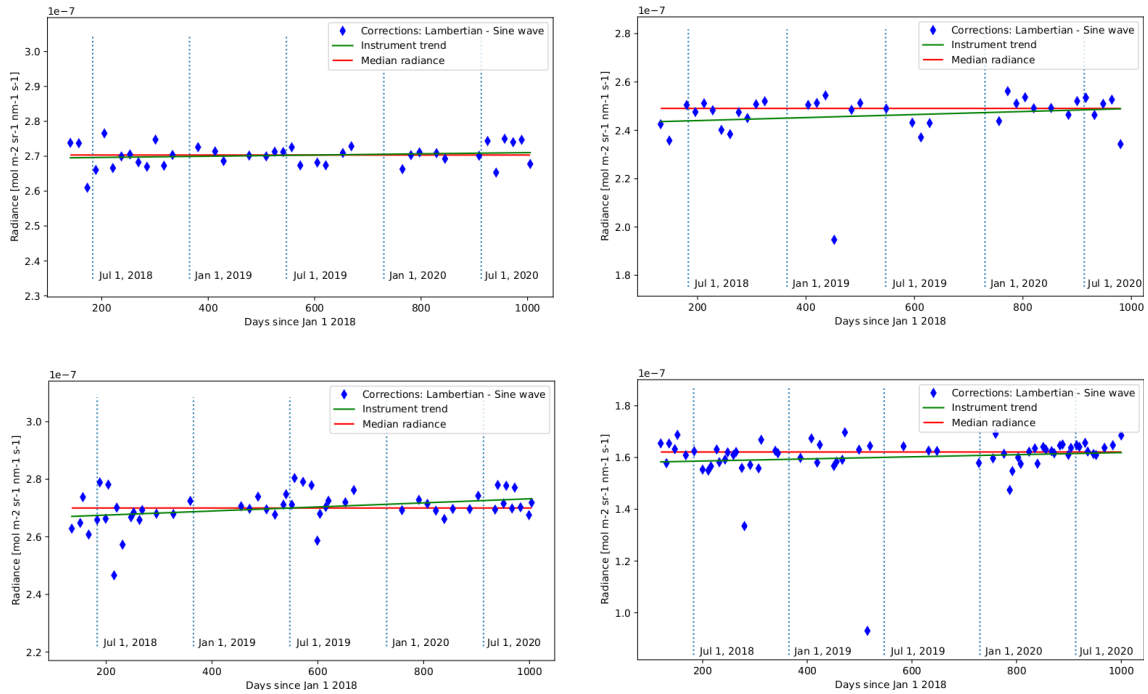 1e−7
Corrections: Lambertian - Sine wave
Instrument trend
Median radiance
Radiance [mol m-2 sr-1 nm-1 s-1]
3.0
2.9
2.8
2.7
2.6
2.5
2.4
2.3
Jul 1, 2018
Jan 1, 2019
Jul 1, 2019
Jan 1, 2020
Jul 1, 2020
200 400 600 800 1000
Days since Jan 1 2018
1e−7
Corrections: Lambertian - Sine wave
Instrument trend
Median radiance
Radiance [mol m-2 sr-1 nm-1 s-1]
2.8
2.6
2.4
2.2
2.0
1.8
Jul 1, 2018
Jan 1, 2019
Jul 1, 2019
Jan 1, 2020
Jul 1, 2020
200 400 600 800 1000
Days since Jan 1 2018
1e−7
Corrections: Lambertian - Sine wave
Instrument trend
Median radiance
Radiance [mol m-2 sr-1 nm-1 s-1]
3.0
2.8
2.6
2.4
2.2
Jul 1, 2018
Jan 1, 2019
Jul 1, 2019
Jan 1, 2020
Jul 1, 2020
200 400 600 800 1000
Days since Jan 1 2018
1e−7
Corrections: Lambertian - Sine wave
Instrument trend
Median radiance
Radiance [mol m-2 sr-1 nm-1 s-1]
1.8
1.6
1.4
1.2
1.0
Jul 1, 2018
Jan 1, 2019
Jul 1, 2019
Jan 1, 2020
Jul 1, 2020
200 400 600 800 1000
Days since Jan 1 2018